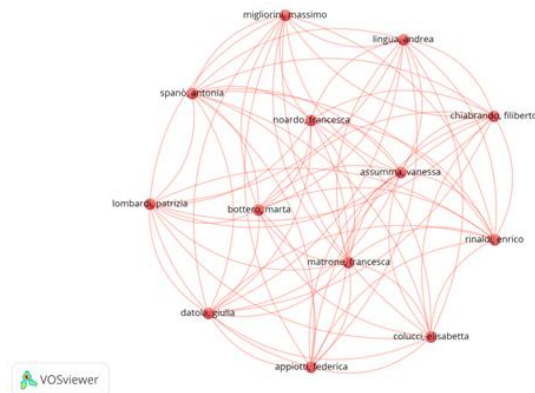 migliorini, massimo
lingua, andrea
spanò, antonia
chiabrando, filiberto
noardo, francesca
assumma, vanessa
lombardi, patrizia
bottero, marta
rinaldi, enrico
matrone, francesca
datola, giulia
colucci, elisabetta
appiotti, federica
VOSviewer